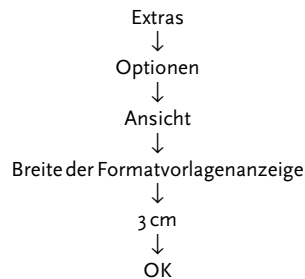 Extras
↓
Optionen
↓
Ansicht
↓
Breite der Formatvorlagenanzeige
↓
3 cm
↓
OK